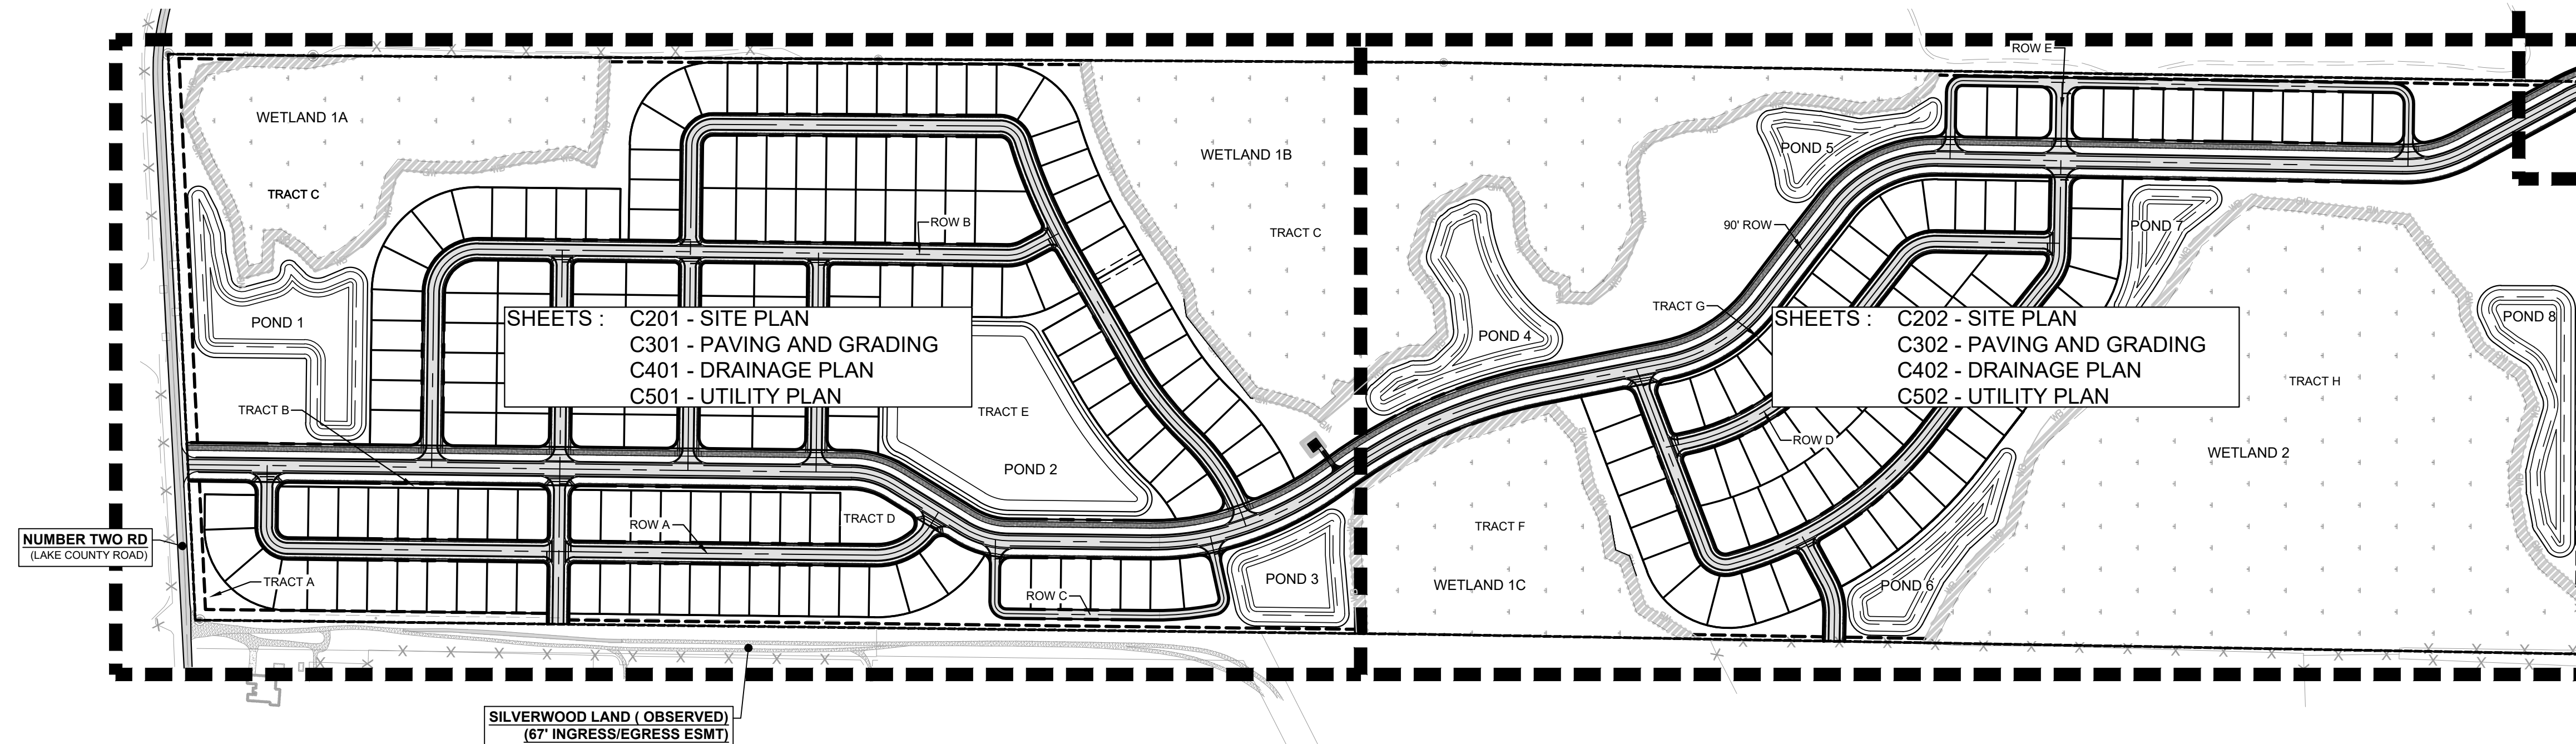 ROW E
WETLAND 1A
POND 5
WETLAND 1B
TRACT C
ROW B
90' ROW
POND 7
TRACT C
TRACT G
POND 1
SHEETS : C201 - SITE PLAN
C301 - PAVING AND GRADING
C401 - DRAINAGE PLAN
C501 - UTILITY PLAN
POND 4
SHEETS : C202 - SITE PLAN
C302 - PAVING AND GRADING
C402 - DRAINAGE PLAN
C502 - UTILITY PLAN
POND 8
TRACT H
TRACT B
TRACT E
ROW D
WETLAND 2
POND 2
ROW A
TRACT D
TRACT F
NUMBER TWO RD
(LAKE COUNTY ROAD)
TRACT A
ROW C
POND 3
WETLAND 1C
POND 6
SILVERWOOD LAND ( OBSERVED)
(67' INGRESS/EGRESS ESMT)